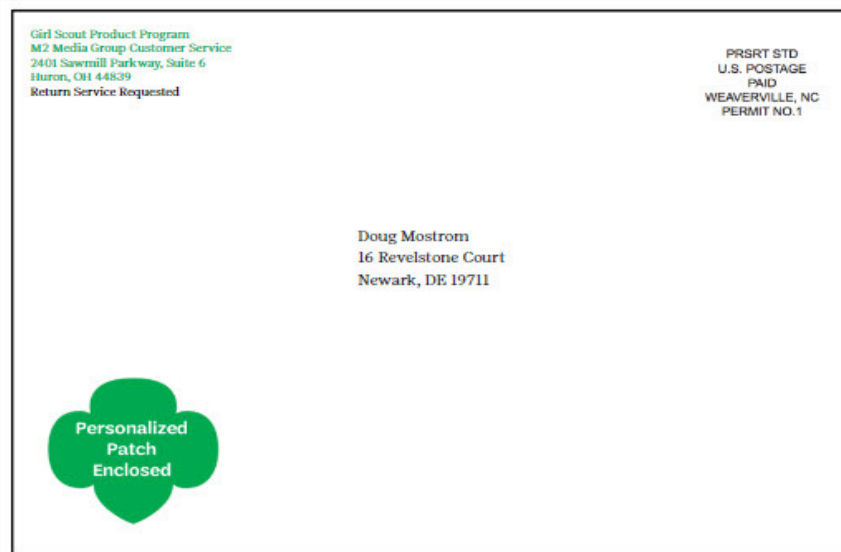 Girl Scout Product Program
M2 Media Group Customer Service
2401 Sawmill Parkway, Suite 6
Huron, OH 44839
Return Service Requested
PRSRT STD
U.S. POSTAGE
PAID
WEAVERVILLE, NC
PERMIT NO.1
Doug Mostrom
16 Revelstone Court
Newark, DE 19711
Personalized
Patch
Enclosed